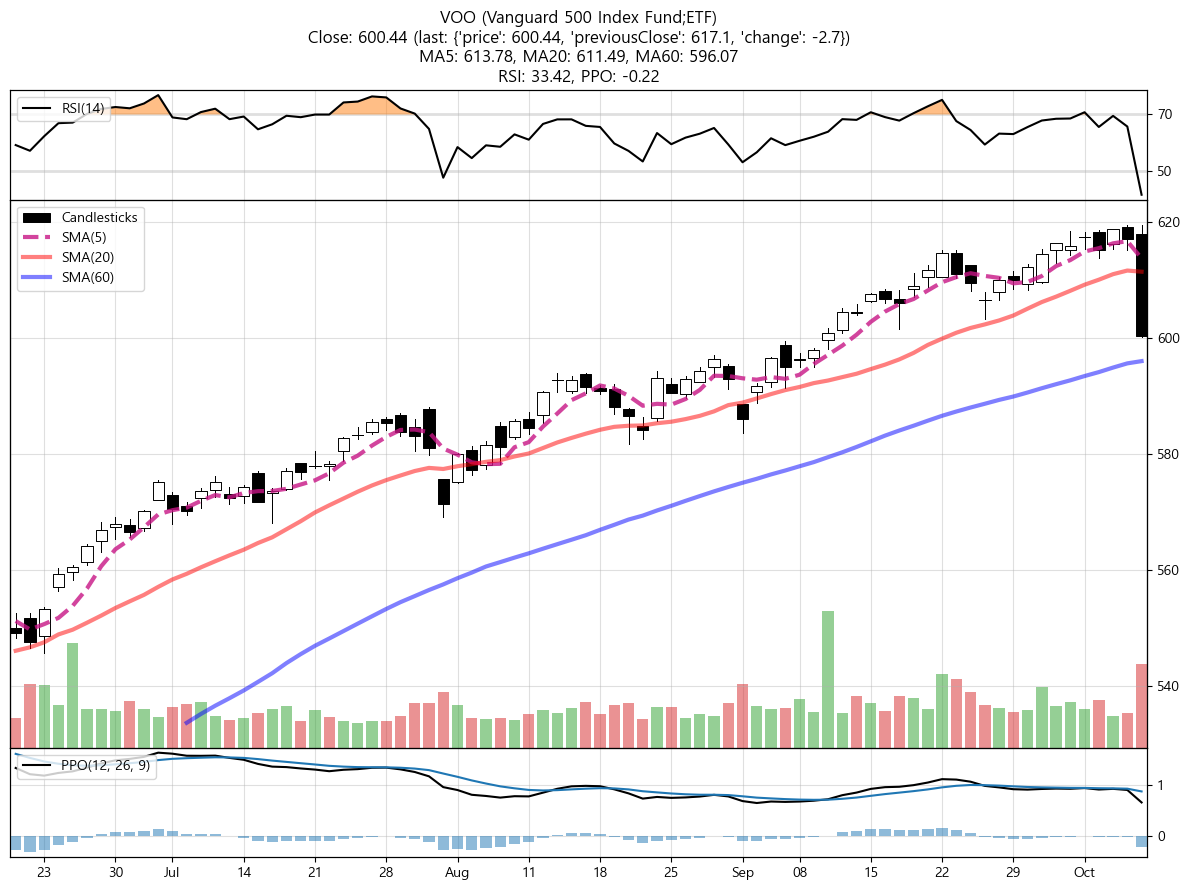 VOO (Vanguard 500 Index Fund;ETF)
Close: 600.44 (last: {'price': 600.44, 'previousClose': 617.1, 'change': -2.7})
MA5: 613.78, MA20: 611.49, MA60: 596.07
RSI: 33.42, PPO: -0.22
RSI(14)
70
50
Candlesticks
SMA(5)
SMA(20)
SMA(60)
620
600
580
560
540
PPO(12, 26, 9)
1
0
23 30 Jul 14 21 28 Aug 11 18 25 Sep 08 15 22 29 Oct